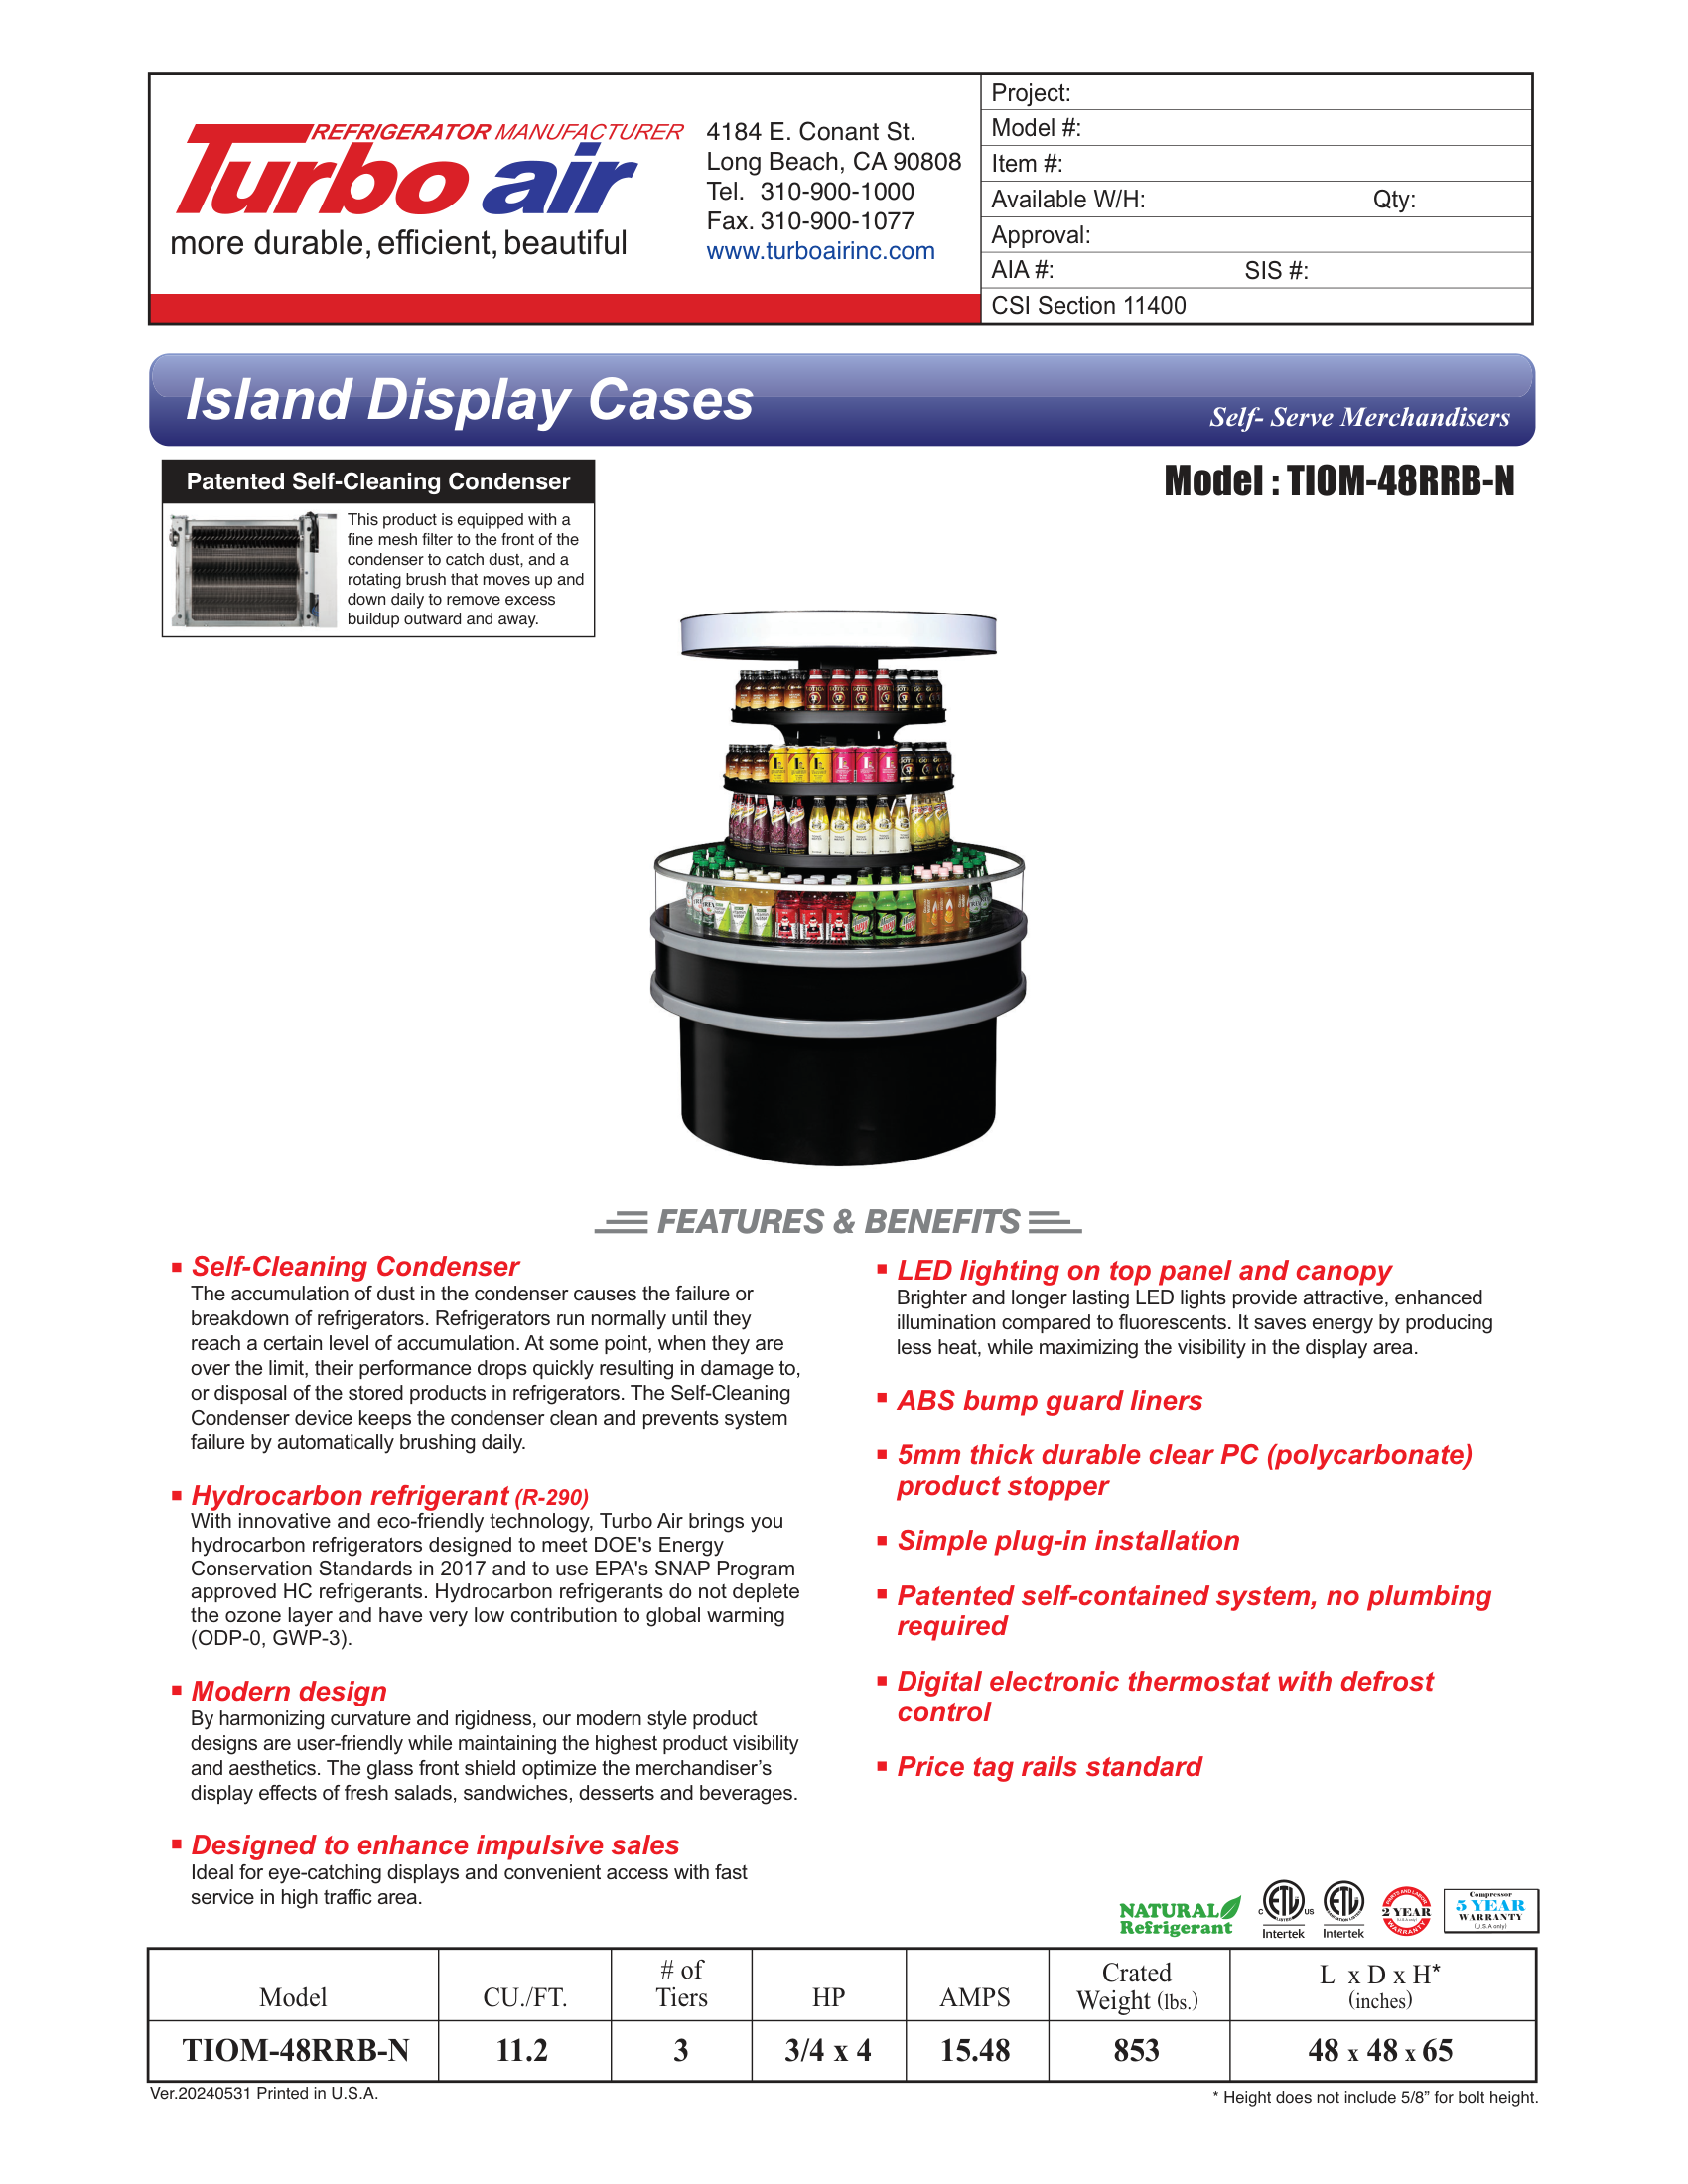 REFRIGERATOR MANUFACTURER
Turbo air
more durable, efficient, beautiful
4184 E. Conant St.
Long Beach, CA 90808
Tel. 310-900-1000
Fax. 310-900-1077
www.turboairinc.com
Project:
Model #:
Item #:
Available W/H: Qty:
Approval:
AIA #: SIS #:
CSI Section 11400
Island Display Cases
Self- Serve Merchandisers
Patented Self-Cleaning Condenser
This product is equipped with a
fine mesh filter to the front of the
condenser to catch dust, and a
rotating brush that moves up and
down daily to remove excess
buildup outward and away.
Model : TIOM-48RRB-N
FEATURES & BENEFITS
Self-Cleaning Condenser
The accumulation of dust in the condenser causes the failure or
breakdown of refrigerators. Refrigerators run normally until they
reach a certain level of accumulation. At some point, when they are
over the limit, their performance drops quickly resulting in damage to,
or disposal of the stored products in refrigerators. The Self-Cleaning
Condenser device keeps the condenser clean and prevents system
failure by automatically brushing daily.
Hydrocarbon refrigerant (R-290)
With innovative and eco-friendly technology, Turbo Air brings you
hydrocarbon refrigerators designed to meet DOE's Energy
Conservation Standards in 2017 and to use EPA's SNAP Program
approved HC refrigerants. Hydrocarbon refrigerants do not deplete
the ozone layer and have very low contribution to global warming
(ODP-0, GWP-3).
Modern design
By harmonizing curvature and rigidness, our modern style product
designs are user-friendly while maintaining the highest product visibility
and aesthetics. The glass front shield optimize the merchandiser’s
display effects of fresh salads, sandwiches, desserts and beverages.
Designed to enhance impulsive sales
Ideal for eye-catching displays and convenient access with fast
service in high traffic area.
LED lighting on top panel and canopy
Brighter and longer lasting LED lights provide attractive, enhanced
illumination compared to fluorescents. It saves energy by producing
less heat, while maximizing the visibility in the display area.
ABS bump guard liners
5mm thick durable clear PC (polycarbonate)
product stopper
Simple plug-in installation
Patented self-contained system, no plumbing
required
Digital electronic thermostat with defrost
control
Price tag rails standard
NATURAL
Refrigerant
C ETL US
LISTED
Intertek
ETL
Intertek
PARTS AND LABOR
2 YEAR
(U.S.A only)
WARRANTY
Compressor
5 YEAR
WARRANTY
(U.S.A only)
Model CU./FT. # of Tiers HP AMPS Crated Weight (lbs.) L x D x H* (inches)
TIOM-48RRB-N 11.2 3 3/4 x 4 15.48 853 48 x 48 x 65
Ver.20240531 Printed in U.S.A.
* Height does not include 5/8” for bolt height.